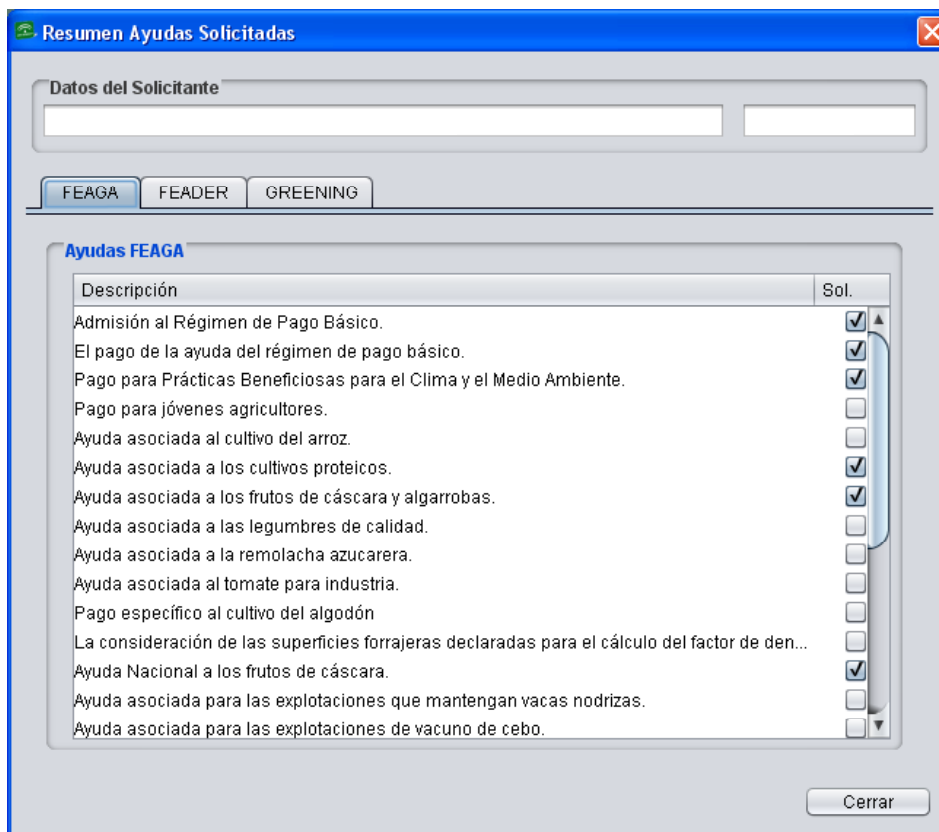 Resumen Ayudas Solicitadas
Datos del Solicitante
FEAGA FEADER GREENING
Ayudas FEAGA
Descripción Sol.
Admisión al Régimen de Pago Básico.
El pago de la ayuda del régimen de pago básico.
Pago para Prácticas Beneficiosas para el Clima y el Medio Ambiente.
Pago para jóvenes agricultores.
Ayuda asociada al cultivo del arroz.
Ayuda asociada a los cultivos proteicos.
Ayuda asociada a los frutos de cáscara y algarrobas.
Ayuda asociada a las legumbres de calidad.
Ayuda asociada a la remolacha azucarera.
Ayuda asociada al tomate para industria.
Pago específico al cultivo del algodón
La consideración de las superficies forrajeras declaradas para el cálculo del factor de den...
Ayuda Nacional a los frutos de cáscara.
Ayuda asociada para las explotaciones que mantengan vacas nodrizas.
Ayuda asociada para las explotaciones de vacuno de cebo.
Cerrar